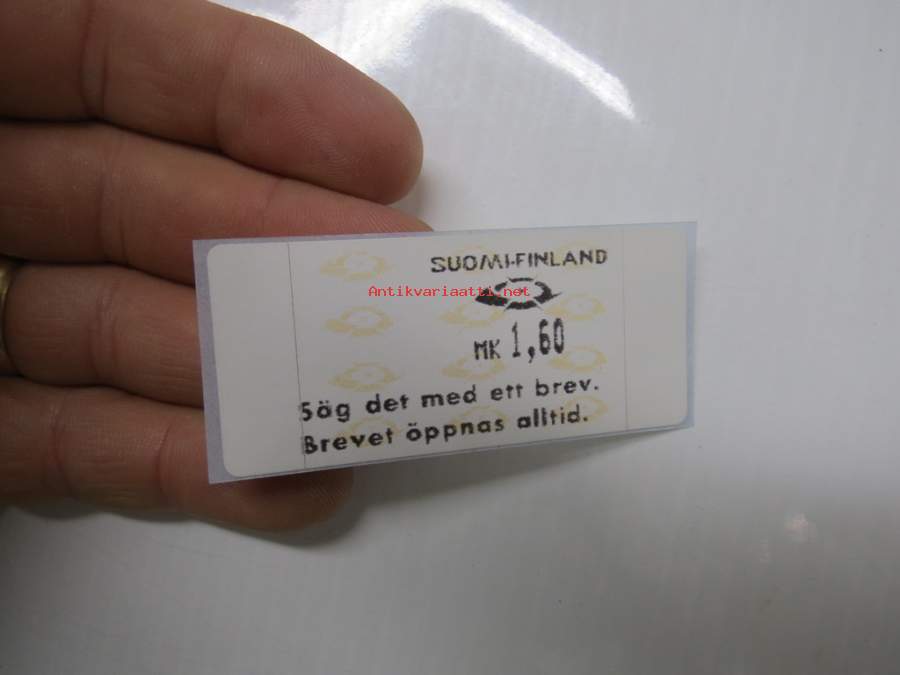 SUOMI-FINLAND
Antikvariaatti.net
MK 1,60
Säg det med ett brev.
Brevet öppnas alltid.